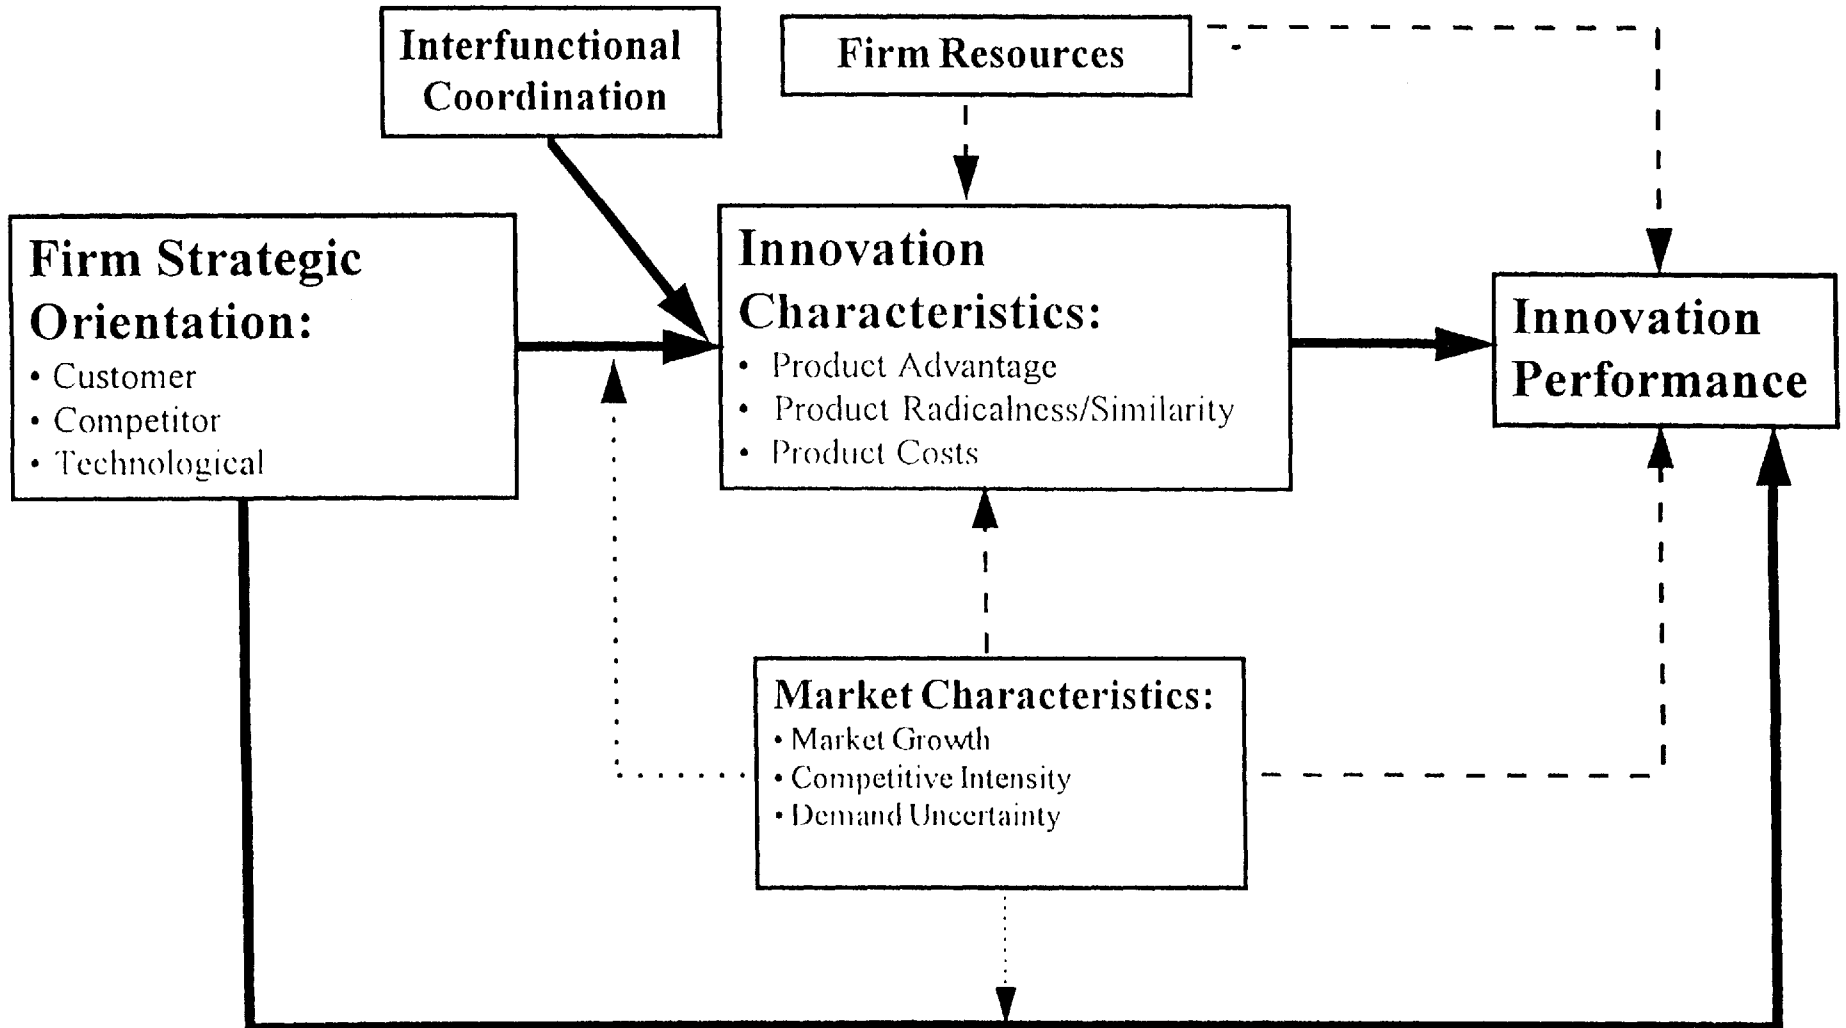 Interfunctional
Coordination
Firm Resources
Firm Strategic
Orientation:
• Customer
• Competitor
• Technological
Innovation
Characteristics:
• Product Advantage
• Product Radicalness/Similarity
• Product Costs
Innovation
Performance
Market Characteristics:
• Market Growth
• Competitive Intensity
• Demand Uncertainty